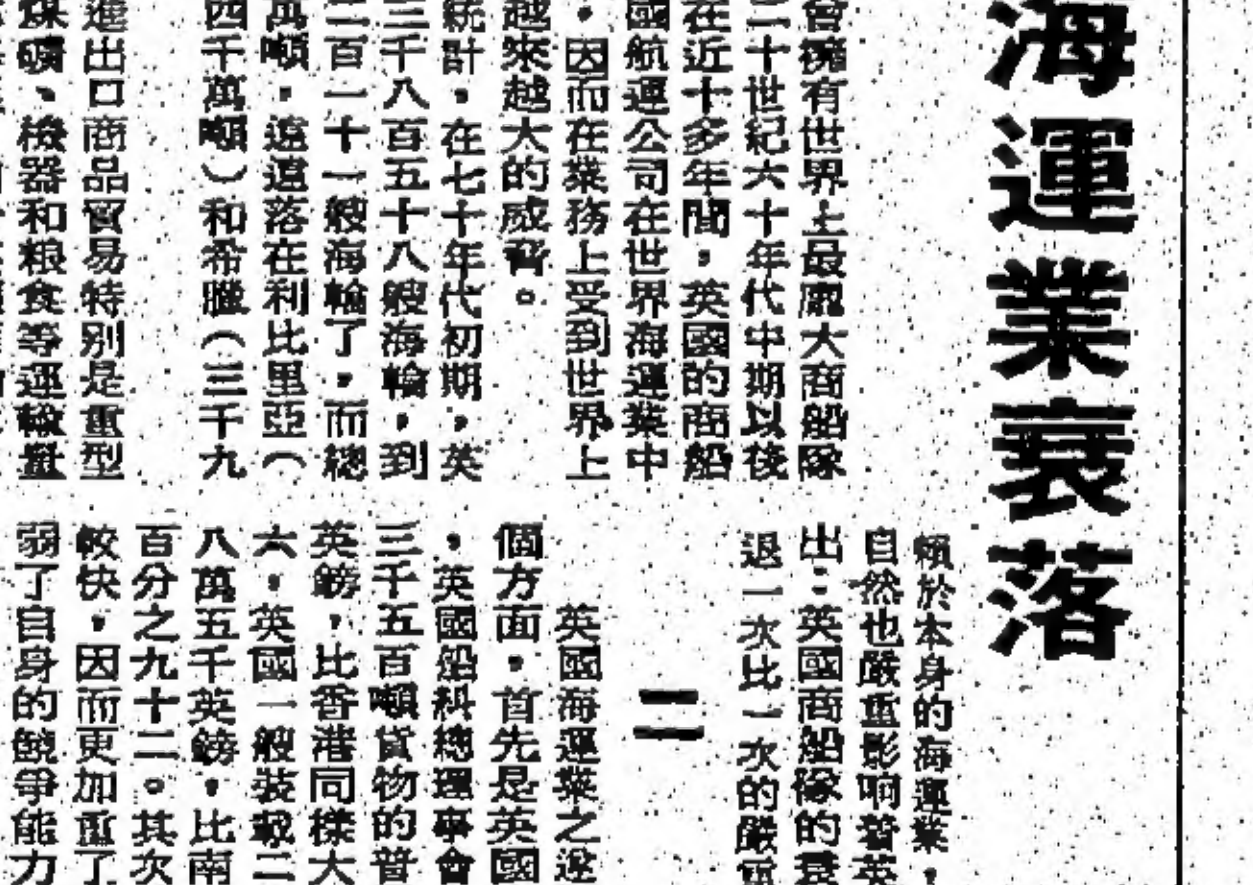 海運業衰落
曾擁有世界上最龐大商船隊
二十世紀六十年代中期以後
在近十多年間，英國的商船
國航運公司在世界海運業中
，因而在業務上受到世界上
越來越大的威脅。
統計，在七十年代初期，英
三千八百五十八艘海輪，到
二百一十一艘海輪了，而總
萬噸，遠遠落在利比里亞（
四千萬噸）和希臘（三千九
進出口商品貿易特别是重型
煤礦、機器和粮食等運輸量
賴於本身的海運業，
自然也嚴重影响着英
出：英國商船隊的衰
退一次比一次的嚴重
二
英國海運業之
個方面，首先是英國
，英國船料總理事會
三千五百噸貨物的普
英鎊，比香港同樣大
六，英國一艘裝載二
八萬五千英鎊，比南
百分之九十二。其次
較快，因而更加重了
弱了自身的競爭能力